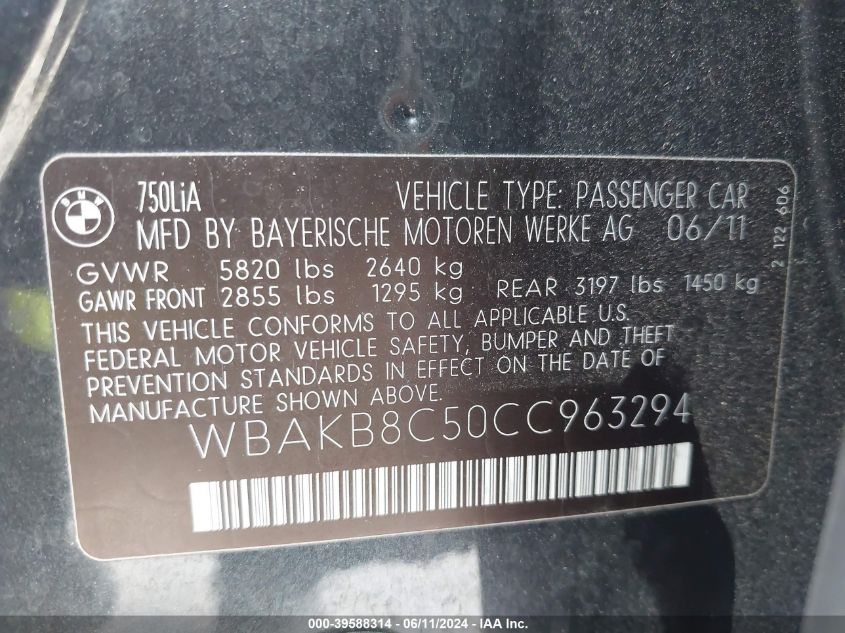 BMW
750LiA VEHICLE TYPE: PASSENGER CAR
MFD BY BAYERISCHE MOTOREN WERKE AG 06/11
GVWR 5820 lbs 2640 kg
GAWR FRONT 2855 lbs 1295 kg REAR 3197 lbs 1450 kg
THIS VEHICLE CONFORMS TO ALL APPLICABLE U.S.
FEDERAL MOTOR VEHICLE SAFETY, BUMPER AND THEFT
PREVENTION STANDARDS IN EFFECT ON THE DATE OF
MANUFACTURE SHOWN ABOVE.
WBAKB8C50CC963294
2 122 606
000-39588314 - 06/11/2024 - IAA Inc.